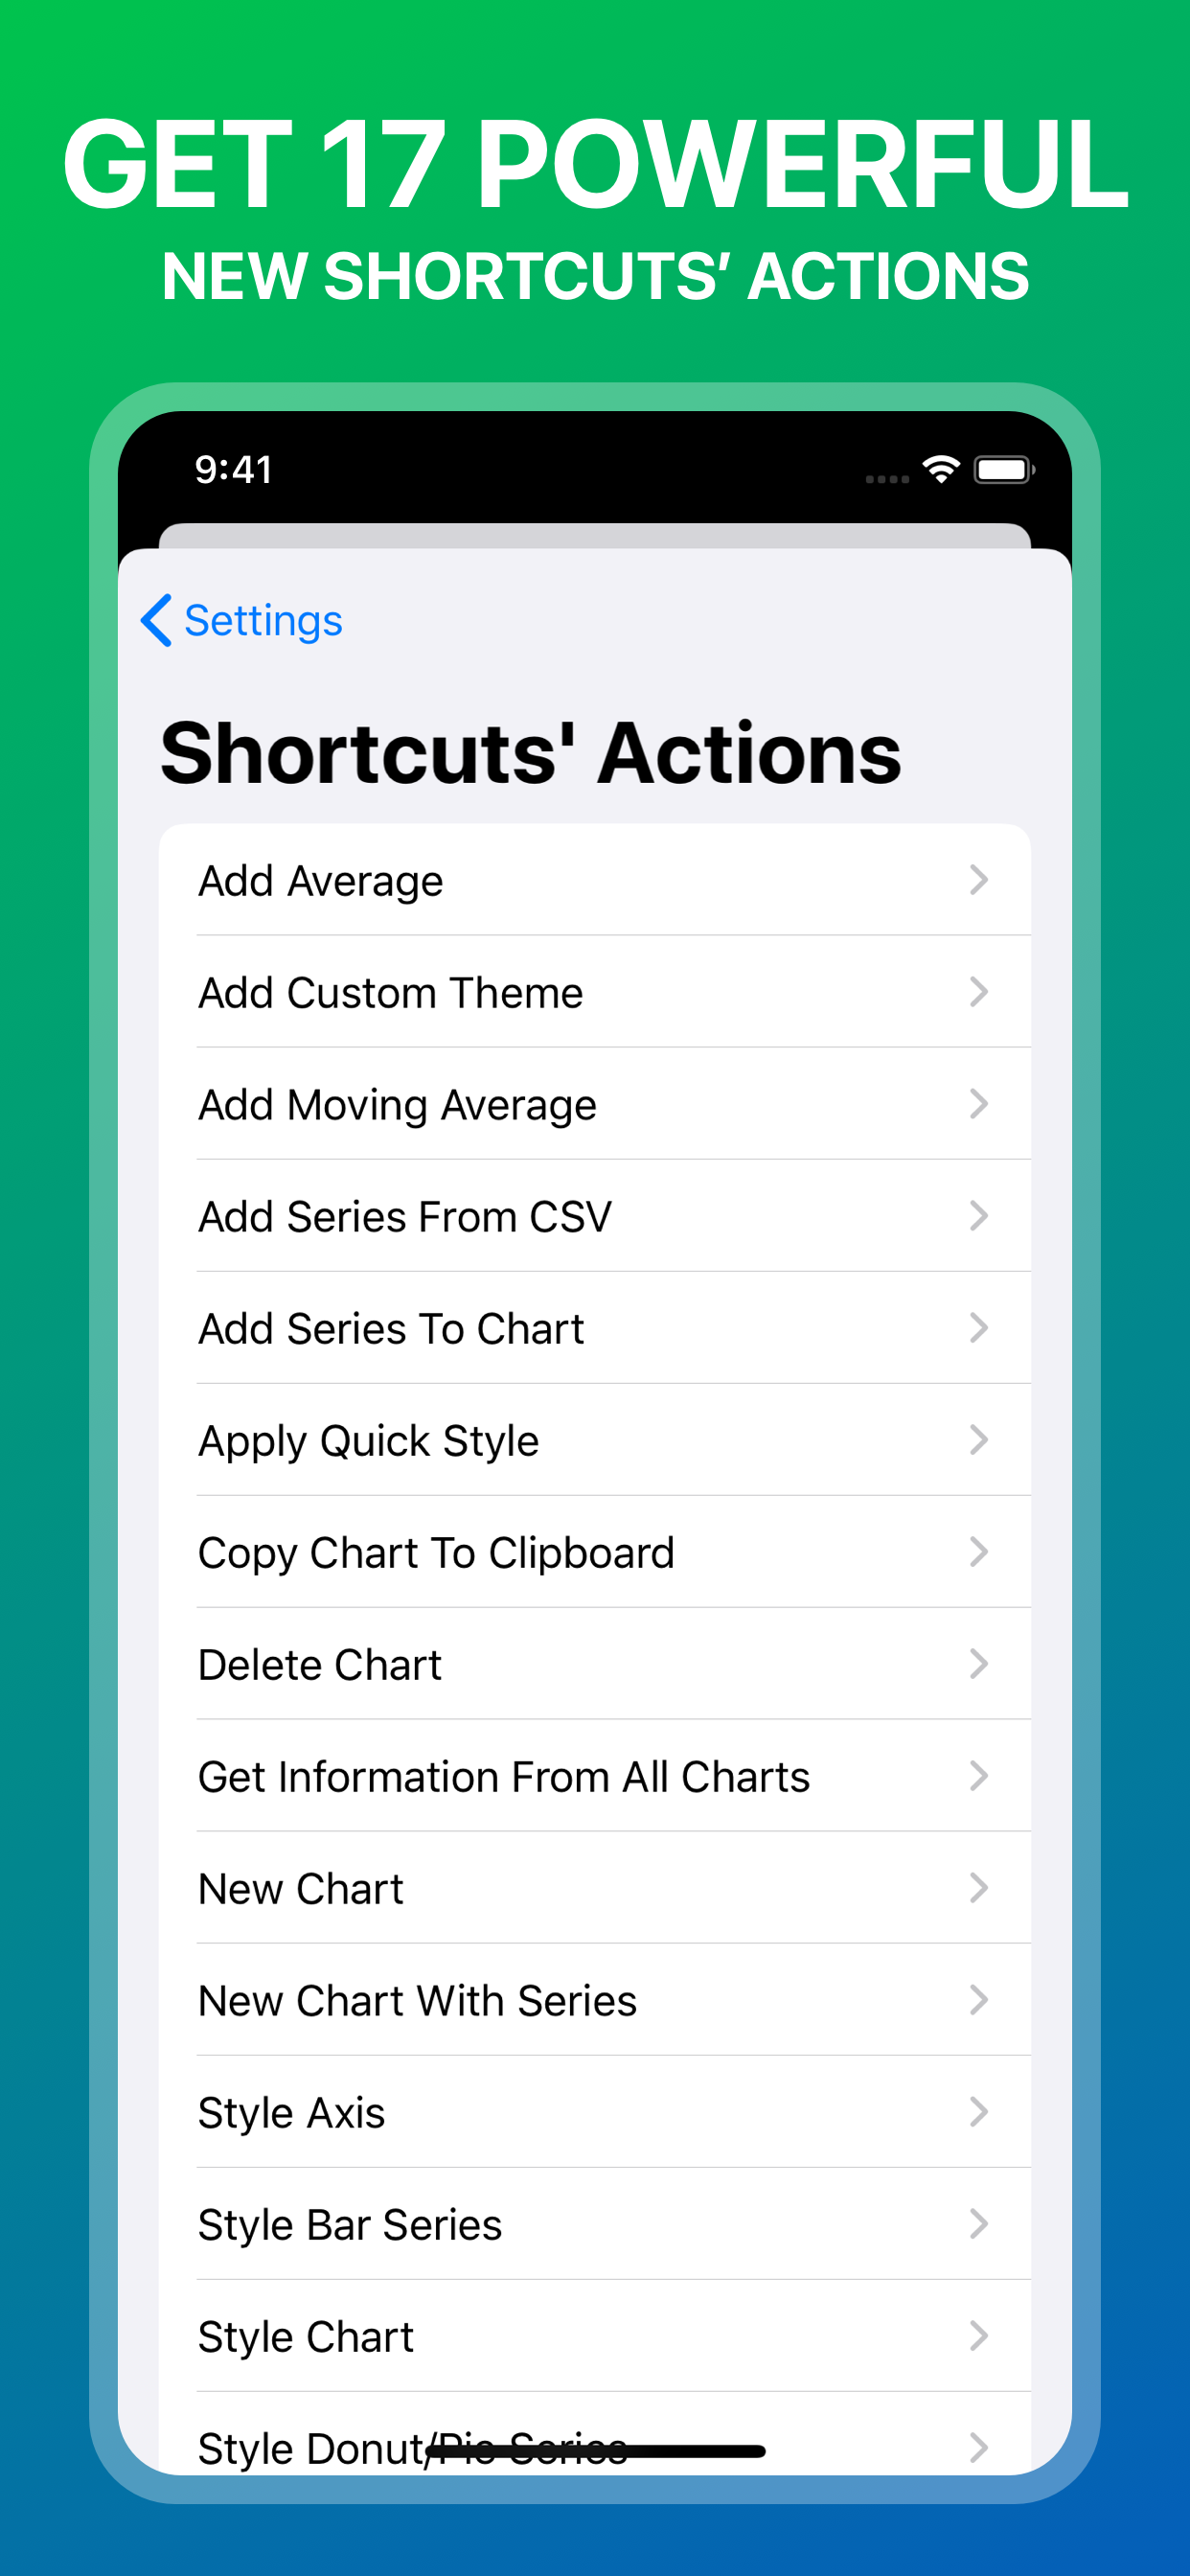 GET 17 POWERFUL
NEW SHORTCUTS’ ACTIONS
9:41
Settings
Shortcuts' Actions
Add Average
Add Custom Theme
Add Moving Average
Add Series From CSV
Add Series To Chart
Apply Quick Style
Copy Chart To Clipboard
Delete Chart
Get Information From All Charts
New Chart
New Chart With Series
Style Axis
Style Bar Series
Style Chart
Style Donut/Pie Series